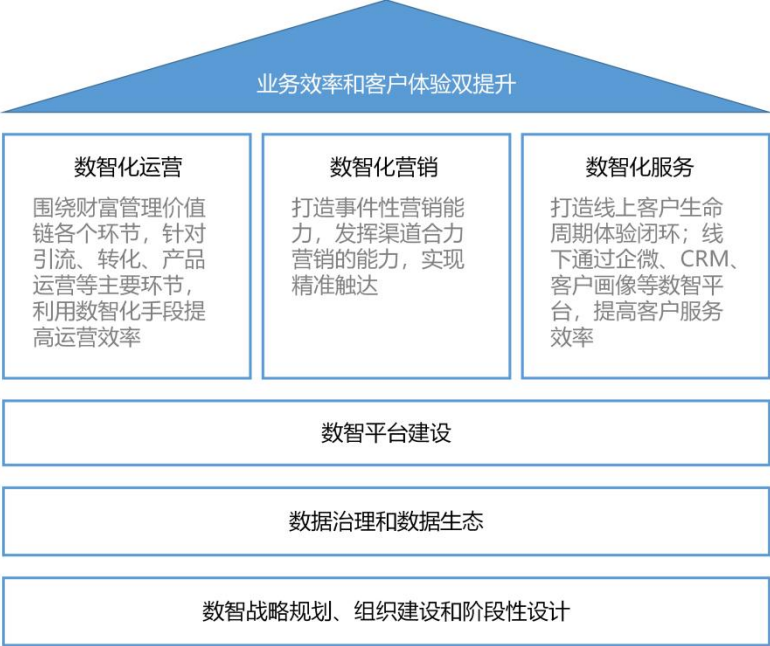 业务效率和客户体验双提升
数智化运营
围绕财富管理价值
链各个环节，针对
引流、转化、产品
运营等主要环节，
利用数智化手段提
高运营效率
数智化营销
打造事件性营销能
力，发挥渠道合力
营销的能力，实现
精准触达
数智化服务
打造线上客户生命
周期体验闭环；线
下通过企微、CRM、
客户画像等数智平
台，提高客户服务
效率
数智平台建设
数据治理和数据生态
数智战略规划、组织建设和阶段性设计